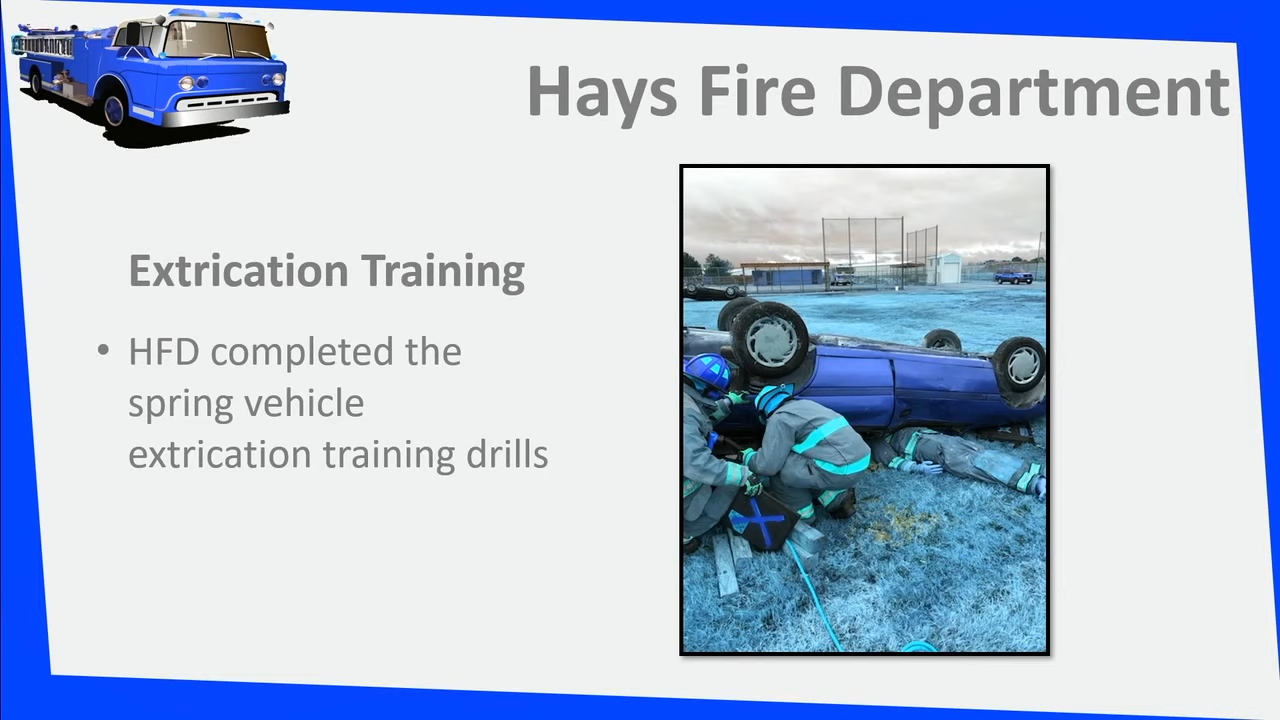 Hays Fire Department
Extrication Training
• HFD completed the
spring vehicle
extrication training drills